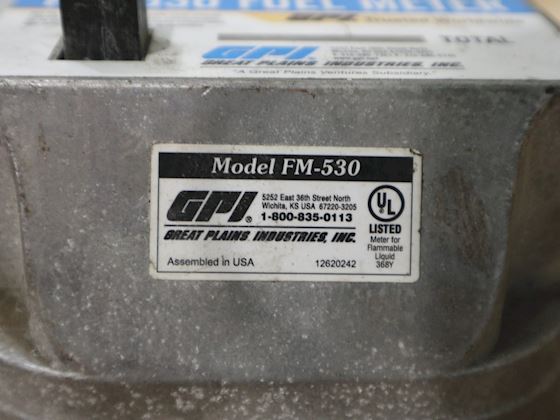 FUEL METER
GPI Trusted Worldwide
TOTAL
GPI
GREAT PLAINS INDUSTRIES, INC.
"A Great Plains Ventures Subsidiary."
Model FM-530
GPI®
5252 East 36th Street North
Wichita, KS USA 67220-3205
1-800-835-0113
GREAT PLAINS INDUSTRIES, INC.
Assembled in USA
12620242
UL
LISTED
Meter for
Flammable
Liquid
368Y